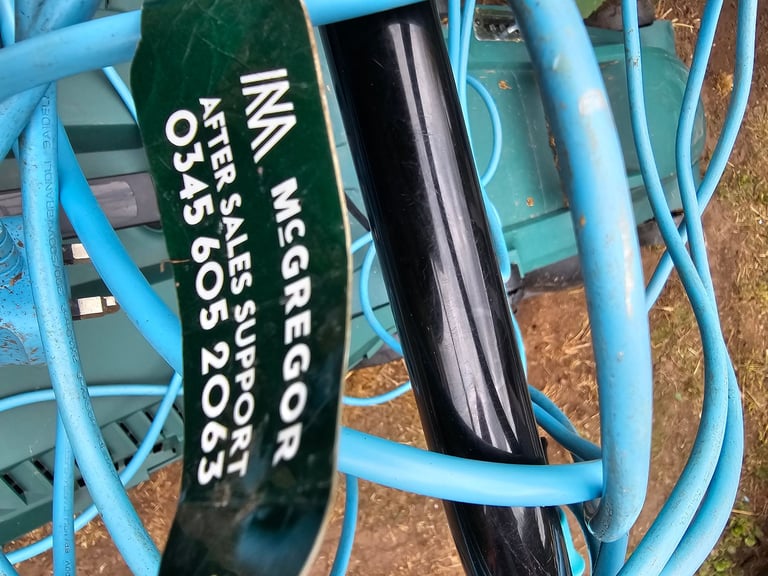 McGREGOR
AFTER SALES SUPPORT
0345 605 2063